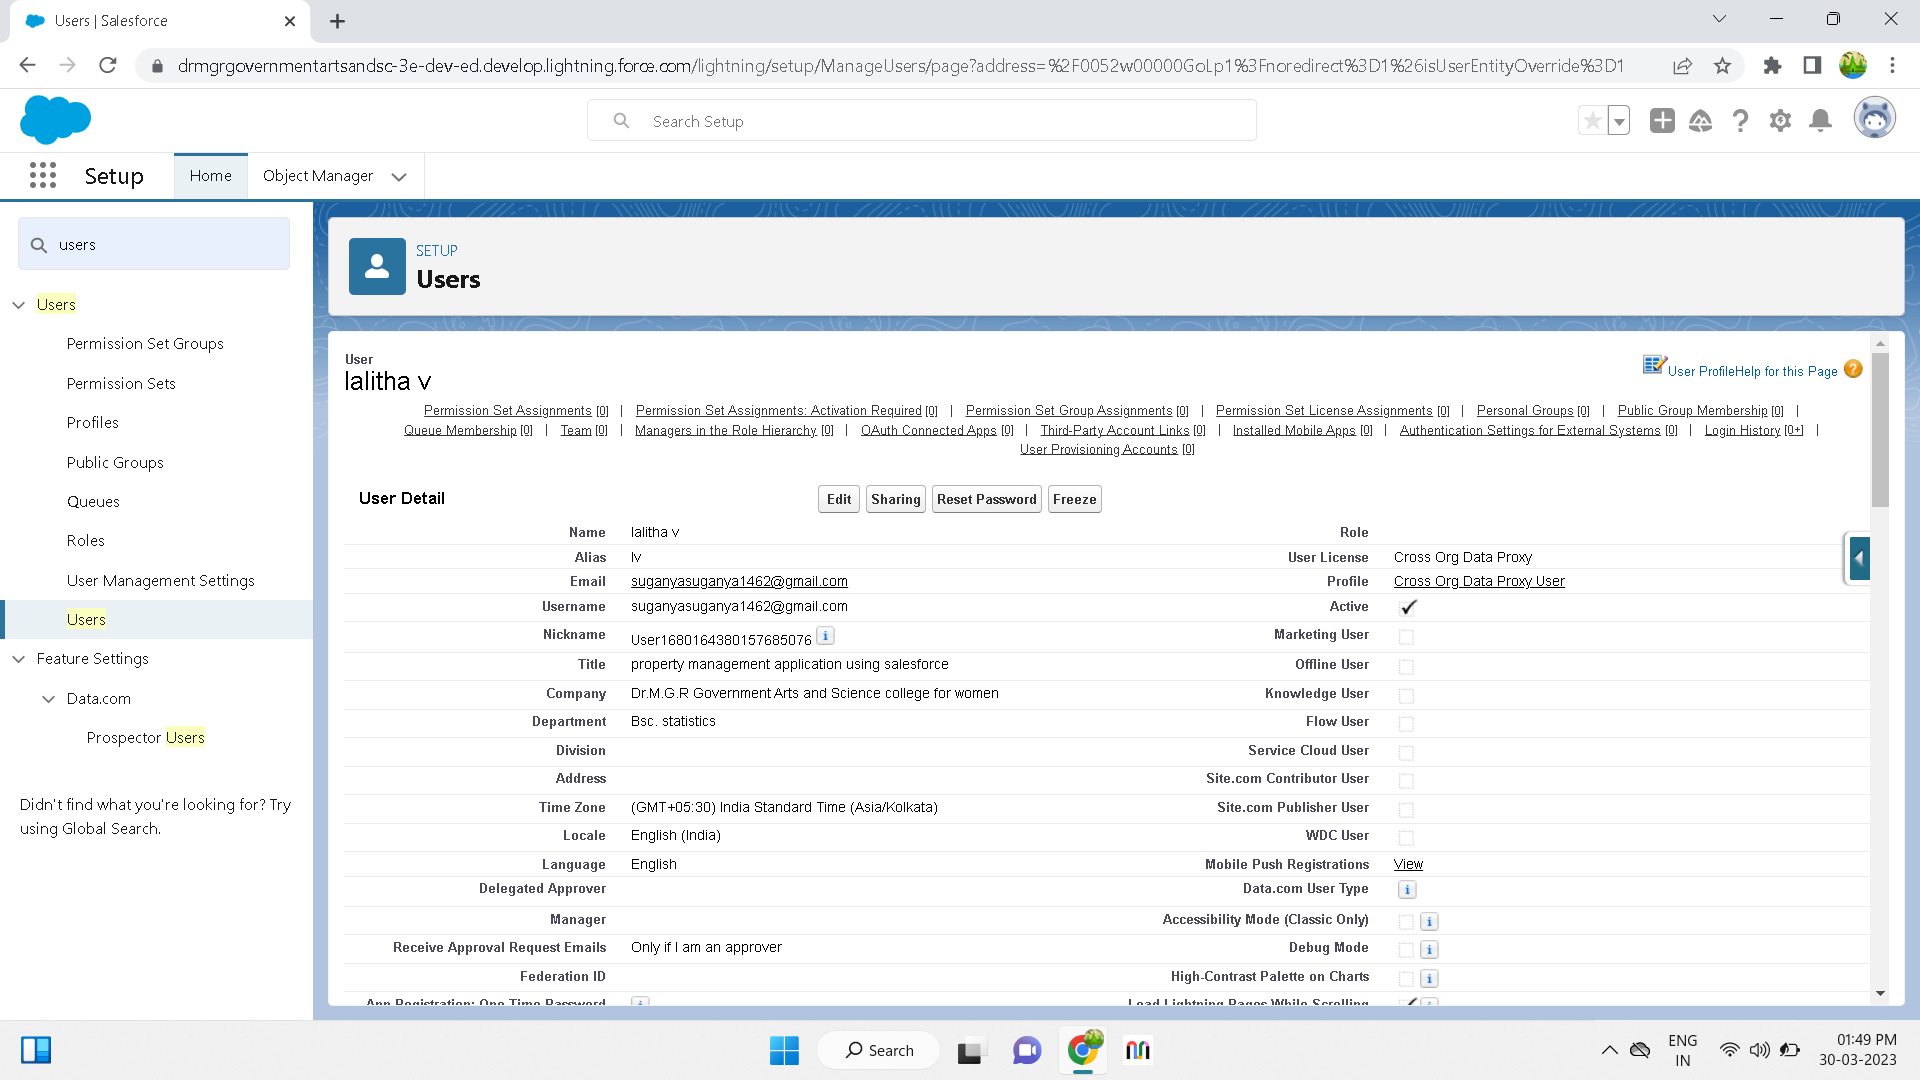 Users | Salesforce
drmgrgovernmentartsandsc-3e-dev-ed.develop.lightning.force.com/lightning/setup/ManageUsers/page?address=%2F0052w00000GoLp1%3Fnoredirect%3D1%26isUserEntityOverride%3D1
Search Setup
Setup
Home
Object Manager
users
Users
Permission Set Groups
Permission Sets
Profiles
Public Groups
Queues
Roles
User Management Settings
Users
Feature Settings
Data.com
Prospector Users
Didn't find what you're looking for? Try
using Global Search.
SETUP
Users
User
lalitha v
User Profile Help for this Page
Permission Set Assignments [0] | Permission Set Assignments: Activation Required [0] | Permission Set Group Assignments [0] | Permission Set License Assignments [0] | Personal Groups [0] | Public Group Membership [0] |
Queue Membership [0] | Team [0] | Managers in the Role Hierarchy [0] | OAuth Connected Apps [0] | Third-Party Account Links [0] | Installed Mobile Apps [0] | Authentication Settings for External Systems [0] | Login History [0+] |
User Provisioning Accounts [0]
User Detail
Edit Sharing Reset Password Freeze
Name lalitha v Role
Alias lv User License Cross Org Data Proxy
Email suganyasuganya1462@gmail.com Profile Cross Org Data Proxy User
Username suganyasuganya1462@gmail.com Active
Nickname User1680164380157685076 i Marketing User
Title property management application using salesforce Offline User
Company Dr.M.G.R Government Arts and Science college for women Knowledge User
Department Bsc. statistics Flow User
Division Service Cloud User
Address Site.com Contributor User
Time Zone (GMT+05:30) India Standard Time (Asia/Kolkata) Site.com Publisher User
Locale English (India) WDC User
Language English Mobile Push Registrations View
Delegated Approver Data.com User Type i
Manager Accessibility Mode (Classic Only) i
Receive Approval Request Emails Only if I am an approver Debug Mode i
Federation ID High-Contrast Palette on Charts i
App Registration: One-Time Password Load Lightning Pages While Scrolling
Search
ENG
IN
01:49 PM
30-03-2023